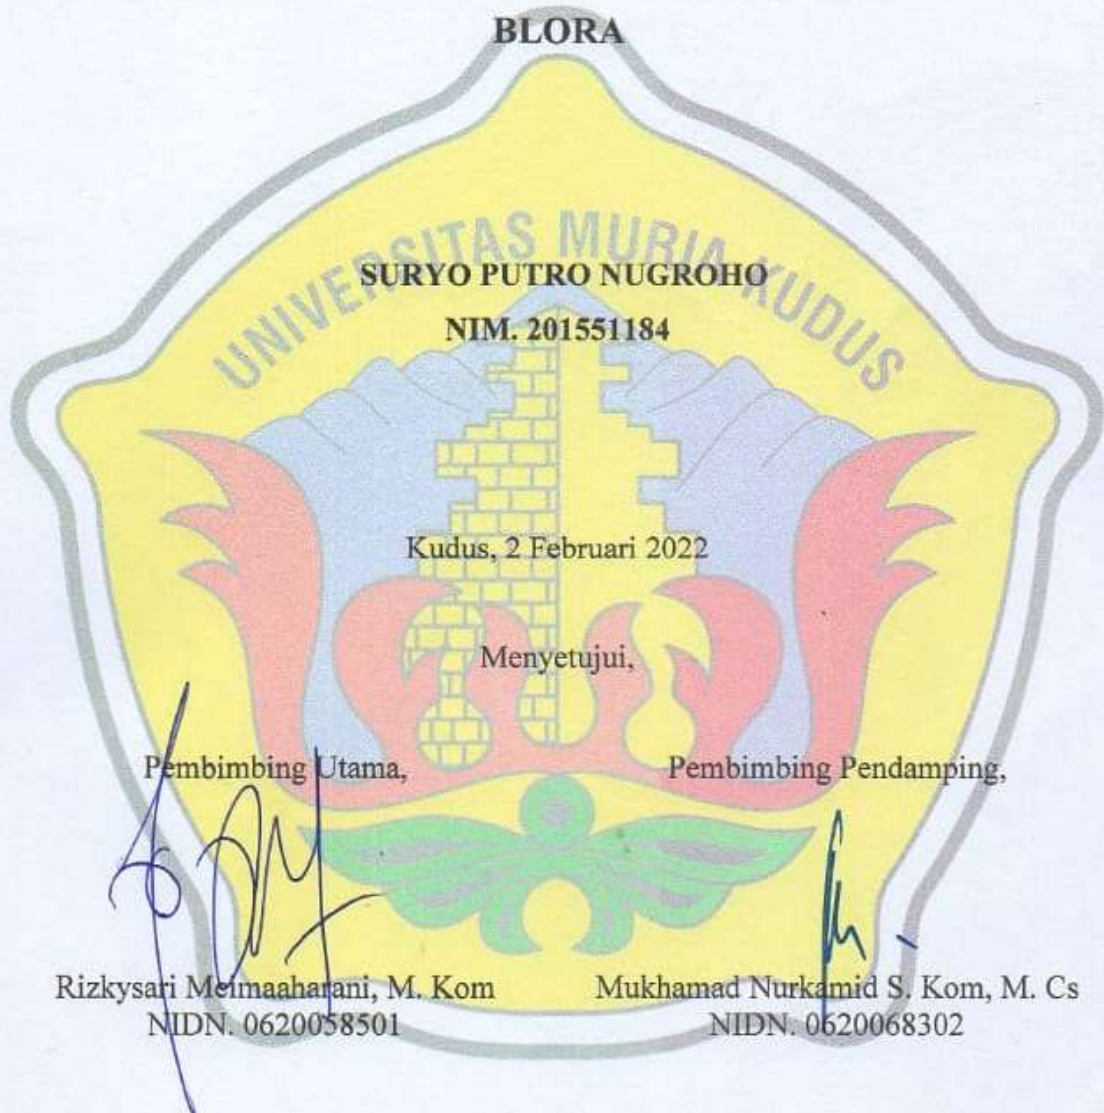 BLORA
UNIVERSITAS MURIA KUDUS
SURYO PUTRO NUGROHO
NIM. 201551184
Kudus, 2 Februari 2022
Menyetujui,
Pembimbing Utama,
Pembimbing Pendamping,
Rizkysari Meimaaharani, M. Kom
Mukhamad Nurkamid S. Kom, M. Cs
NIDN. 0620058501
NIDN. 0620068302